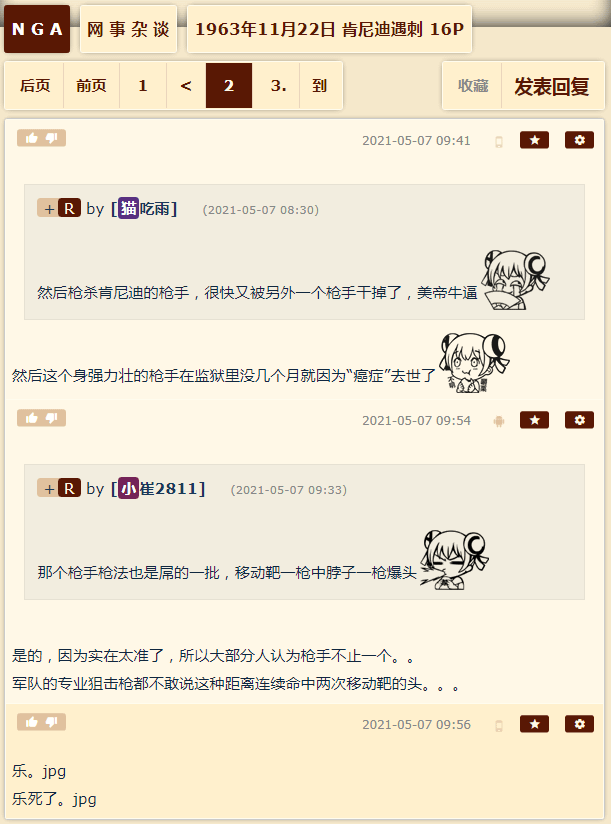 NGA 网事杂谈 1963年11月22日 肯尼迪遇刺 16P
后页 前页 1 < 2 3. 到 收藏 发表回复
2021-05-07 09:41
+ R by [猫吃雨] (2021-05-07 08:30)
然后枪杀肯尼迪的枪手，很快又被另外一个枪手干掉了，美帝牛逼
然后这个身强力壮的枪手在监狱里没几个月就因为“癌症”去世了
2021-05-07 09:54
+ R by [小崔2811] (2021-05-07 09:33)
那个枪手枪法也是屌的一批，移动靶一枪中脖子一枪爆头
是的，因为实在太准了，所以大部分人认为枪手不止一个。。
军队的专业狙击枪都不敢说这种距离连续命中两次移动靶的头。。。
2021-05-07 09:56
乐。jpg
乐死了。jpg